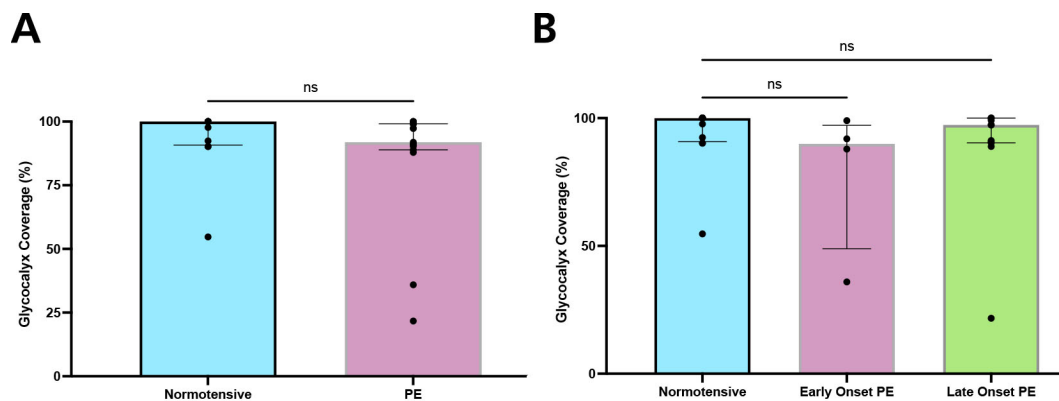 A
ns
Glycocalyx Coverage (%)
100
75
50
25
0
Normotensive
PE
B
ns
ns
Glycocalyx Coverage (%)
100
50
0
Normotensive
Early Onset PE
Late Onset PE